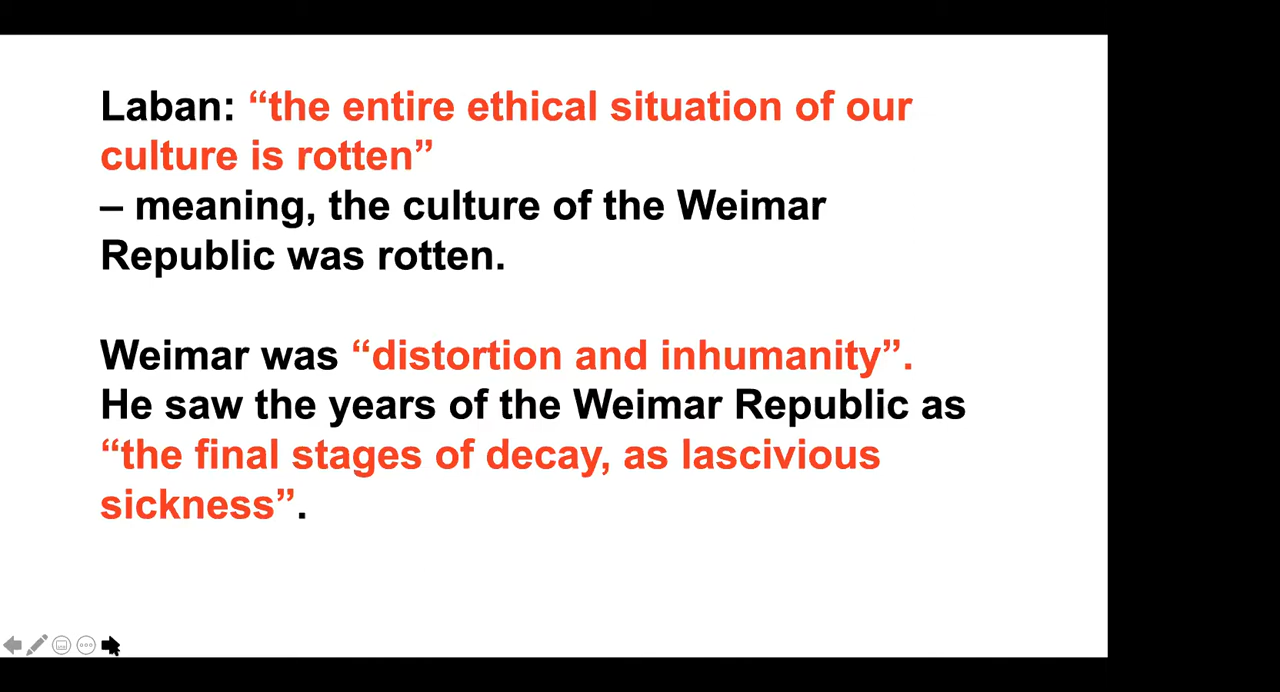 Laban: “the entire ethical situation of our
culture is rotten”
– meaning, the culture of the Weimar
Republic was rotten.
Weimar was “distortion and inhumanity”.
He saw the years of the Weimar Republic as
“the final stages of decay, as lascivious
sickness”.